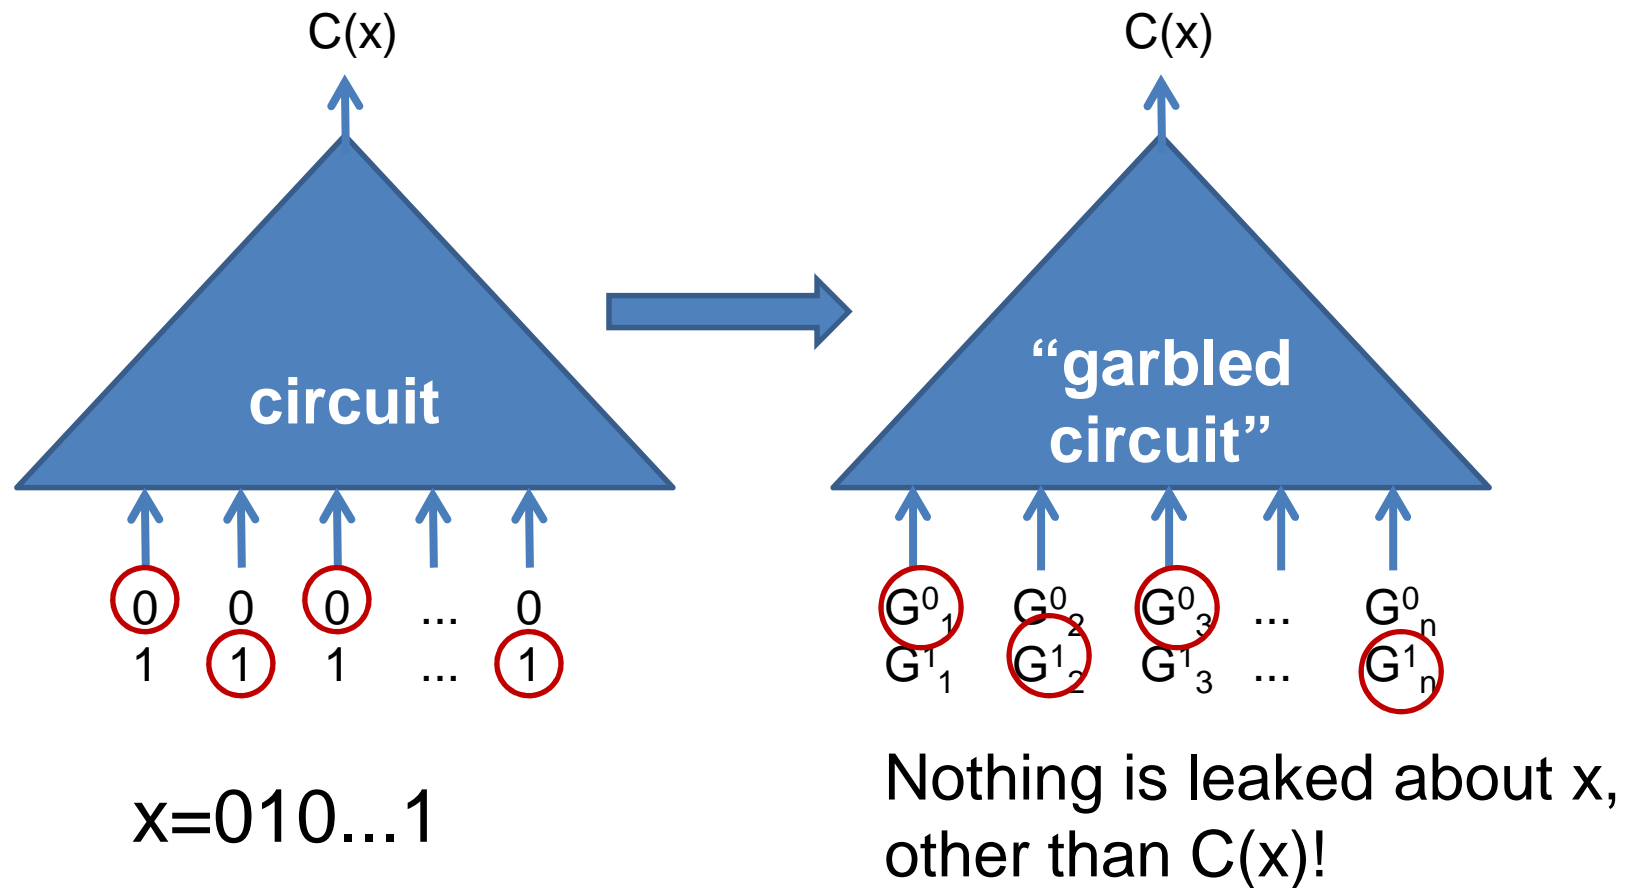 C(x)
circuit
0 0 0 ... 0
1 1 1 ... 1
x=010...1
C(x)
“garbled
circuit”
G⁰₁ G⁰₂ G⁰₃ ... G⁰ₙ
G¹₁ G¹₂ G¹₃ ... G¹ₙ
Nothing is leaked about x,
other than C(x)!